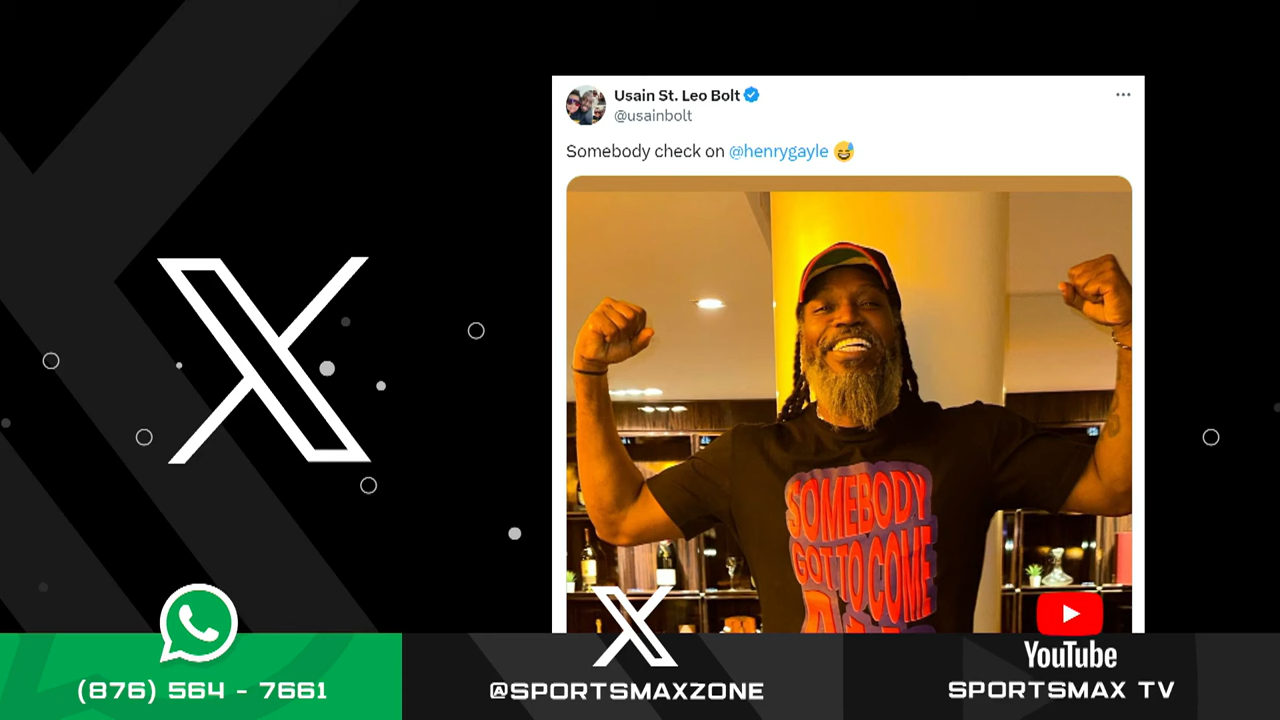 Usain St. Leo Bolt
@usainbolt
Somebody check on @henrygayle 😅
SOMEBODY
GOT TO COME
(876) 564 - 7661
@SPORTSMAXZONE
YouTube
SPORTSMAX TV